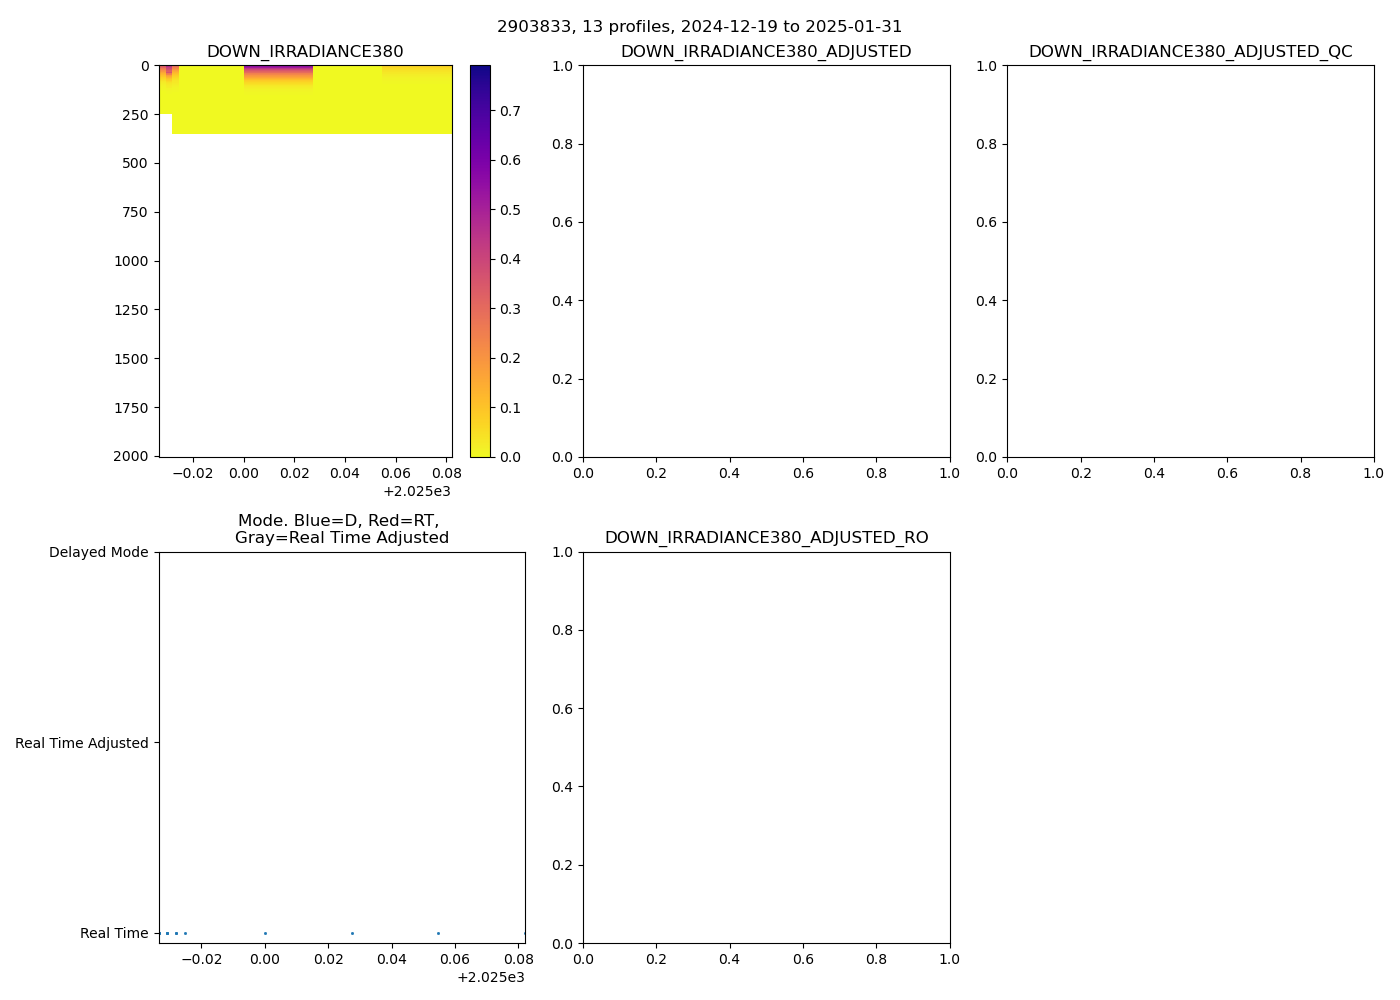 2903833, 13 profiles, 2024-12-19 to 2025-01-31
DOWN_IRRADIANCE380
0
250
500
750
1000
1250
1500
1750
2000
−0.02 0.00 0.02 0.04 0.06 0.08
+2.025e3
0.7
0.6
0.5
0.4
0.3
0.2
0.1
0.0
DOWN_IRRADIANCE380_ADJUSTED
1.0
0.8
0.6
0.4
0.2
0.0
0.0 0.2 0.4 0.6 0.8 1.0
DOWN_IRRADIANCE380_ADJUSTED_QC
1.0
0.8
0.6
0.4
0.2
0.0
0.0 0.2 0.4 0.6 0.8 1.0
Mode. Blue=D, Red=RT,
Gray=Real Time Adjusted
Delayed Mode
Real Time Adjusted
Real Time
−0.02 0.00 0.02 0.04 0.06 0.08
+2.025e3
DOWN_IRRADIANCE380_ADJUSTED_RO
1.0
0.8
0.6
0.4
0.2
0.0
0.0 0.2 0.4 0.6 0.8 1.0